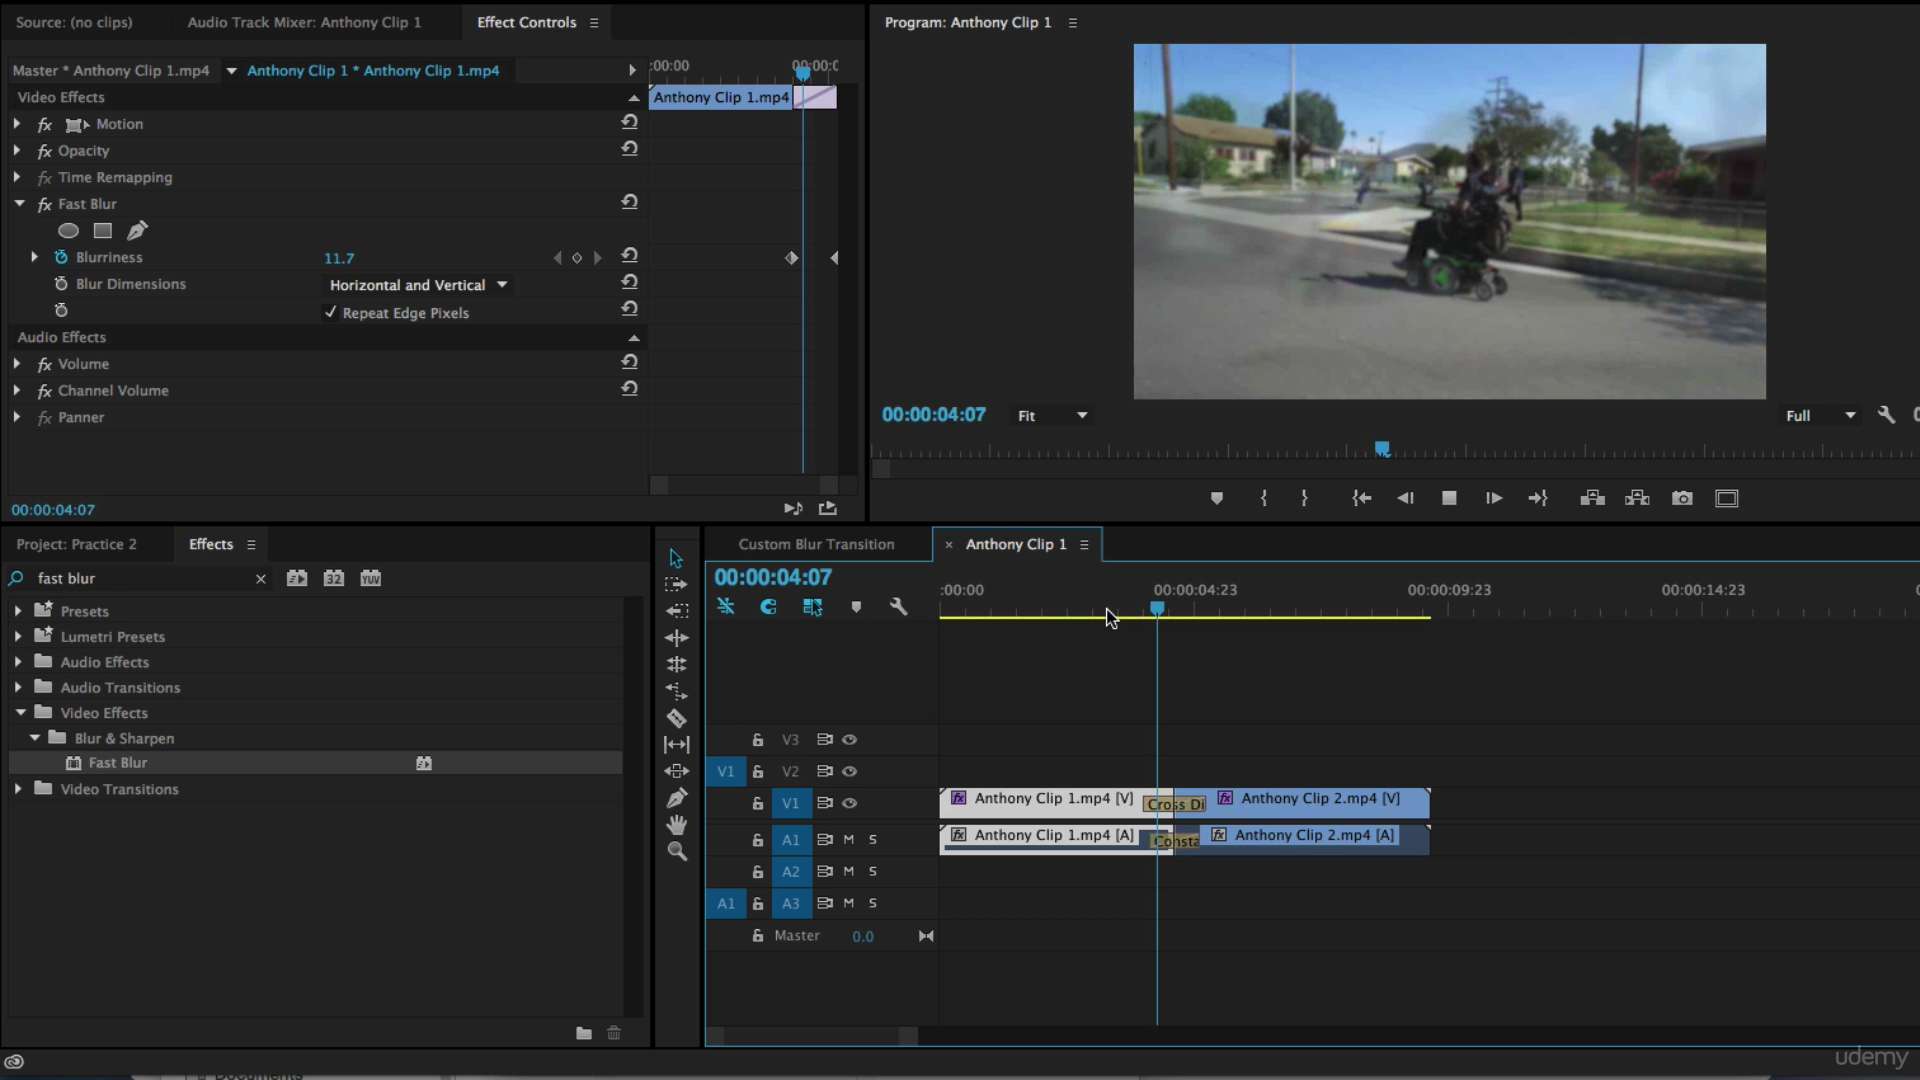 Source: (no clips)
Audio Track Mixer: Anthony Clip 1
Effect Controls
Program: Anthony Clip 1
Master * Anthony Clip 1.mp4
Anthony Clip 1 * Anthony Clip 1.mp4
:00:00
Video Effects
Anthony Clip 1.mp4
fx Motion
fx Opacity
fx Time Remapping
fx Fast Blur
Blurriness
11.7
Blur Dimensions
Horizontal and Vertical
Repeat Edge Pixels
Audio Effects
fx Volume
fx Channel Volume
fx Panner
00:00:04:07
Fit
Full
00:00:04:07
Project: Practice 2
Effects
Custom Blur Transition
× Anthony Clip 1
fast blur
×
32
YUV
00:00:04:07
:00:00
00:00:04:23
00:00:09:23
00:00:14:23
Presets
Lumetri Presets
Audio Effects
Audio Transitions
Video Effects
Blur & Sharpen
Fast Blur
Video Transitions
V3
V1
V2
V1
fx Anthony Clip 1.mp4 [V]
Cross Di
fx Anthony Clip 2.mp4 [V]
A1
M
S
fx Anthony Clip 1.mp4 [A]
Consta
fx Anthony Clip 2.mp4 [A]
A2
M
S
A1
A3
M
S
Master
0.0
udemy